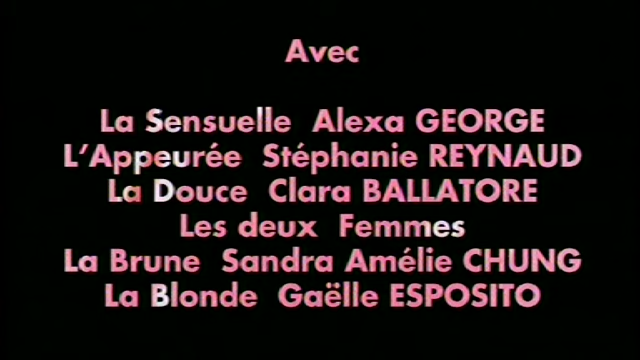 Avec
La Sensuelle Alexa GEORGE
L'Appeurée Stéphanie REYNAUD
La Douce Clara BALLATORE
Les deux Femmes
La Brune Sandra Amélie CHUNG
La Blonde Gaëlle ESPOSITO